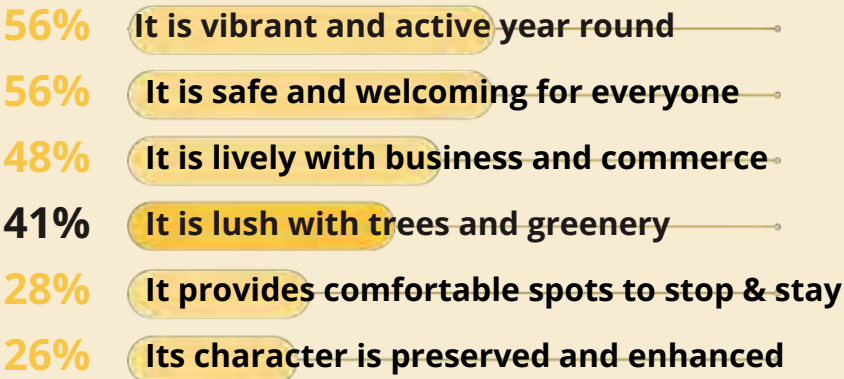 56% It is vibrant and active year round
56% It is safe and welcoming for everyone
48% It is lively with business and commerce
41% It is lush with trees and greenery
28% It provides comfortable spots to stop & stay
26% Its character is preserved and enhanced